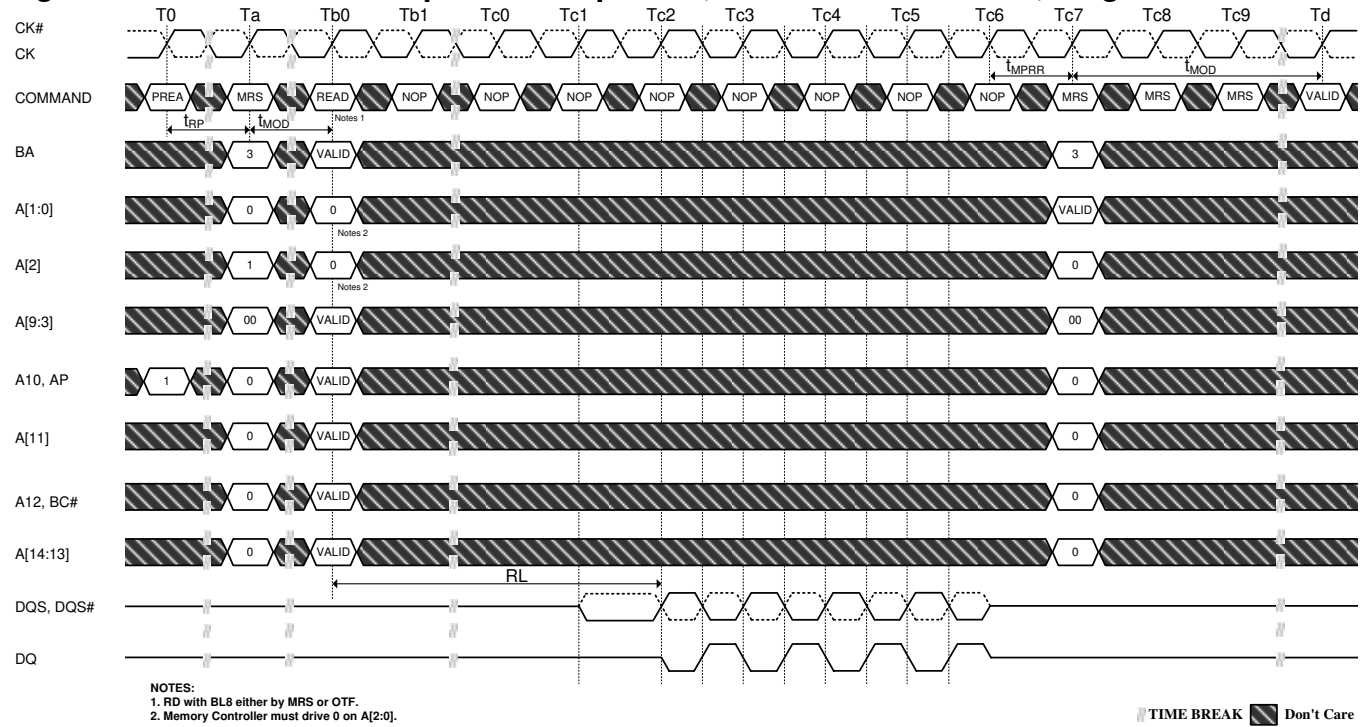 T0 Ta Tb0 Tb1 Tc0 Tc1 Tc2 Tc3 Tc4 Tc5 Tc6 Tc7 Tc8 Tc9 Td
CK#
CK
tMPRR tMOD
COMMAND PREA MRS READ NOP NOP NOP NOP NOP NOP NOP NOP MRS MRS MRS VALID
Notes 1
tRP tMOD
BA 3 VALID 3
A[1:0] 0 0 VALID
Notes 2
A[2] 1 0 0
Notes 2
A[9:3] 00 VALID 00
A10, AP 1 0 VALID 0
A[11] 0 VALID 0
A12, BC# 0 VALID 0
A[14:13] 0 VALID 0
RL
DQS, DQS#
DQ
NOTES:
1. RD with BL8 either by MRS or OTF.
2. Memory Controller must drive 0 on A[2:0].
TIME BREAK Don't Care